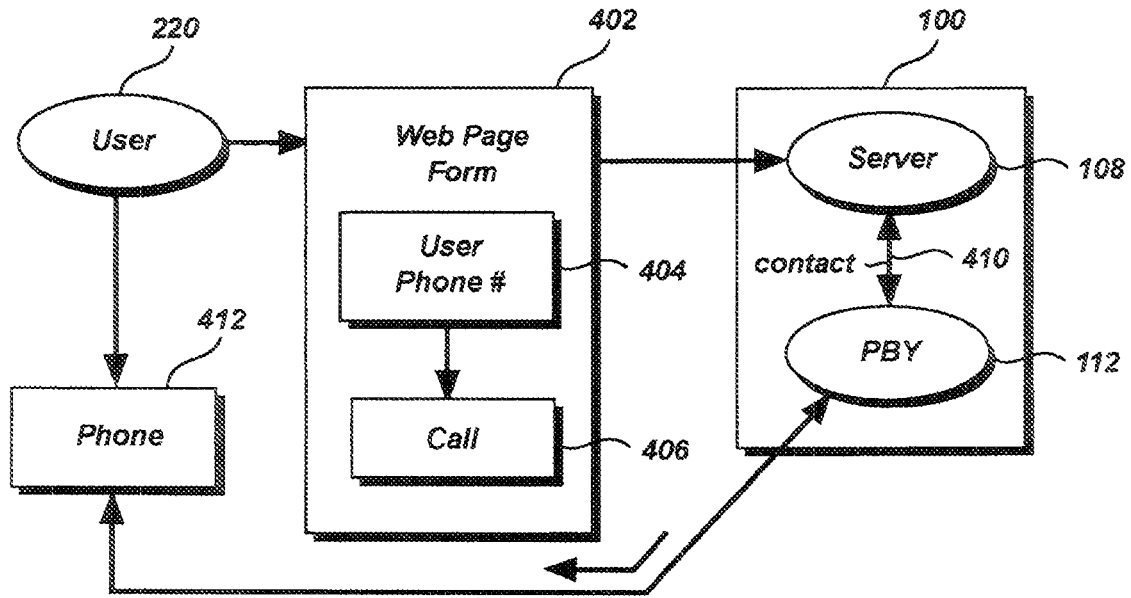 220
402
100
User
Web Page
Form
Server
108
User
Phone #
404
contact
410
412
PBY
112
Phone
Call
406